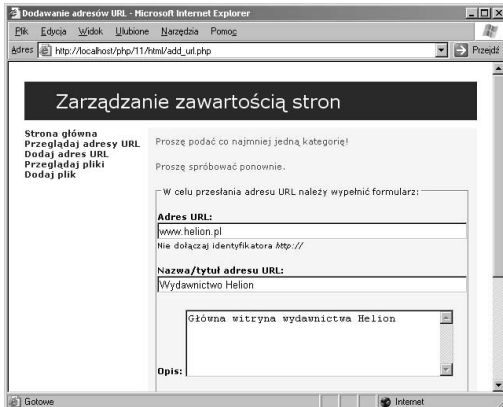 Dodawanie adresów URL - Microsoft Internet Explorer
Plik Edycja Widok Ulubione Narzędzia Pomoc
Adres http://localhost/php/11/html/add_url.php Przejdź
Zarządzanie zawartością stron
Strona główna
Przeglądaj adresy URL
Dodaj adres URL
Przeglądaj pliki
Dodaj plik
Proszę podać co najmniej jedną kategorię!
Proszę spróbować ponownie.
W celu przesłania adresu URL należy wypełnić formularz:
Adres URL:
www.helion.pl
Nie dołączaj identyfikatora http://
Nazwa/tytuł adresu URL:
Wydawnictwo Helion
Główna witryna wydawnictwa Helion
Opis:
Gotowe Internet